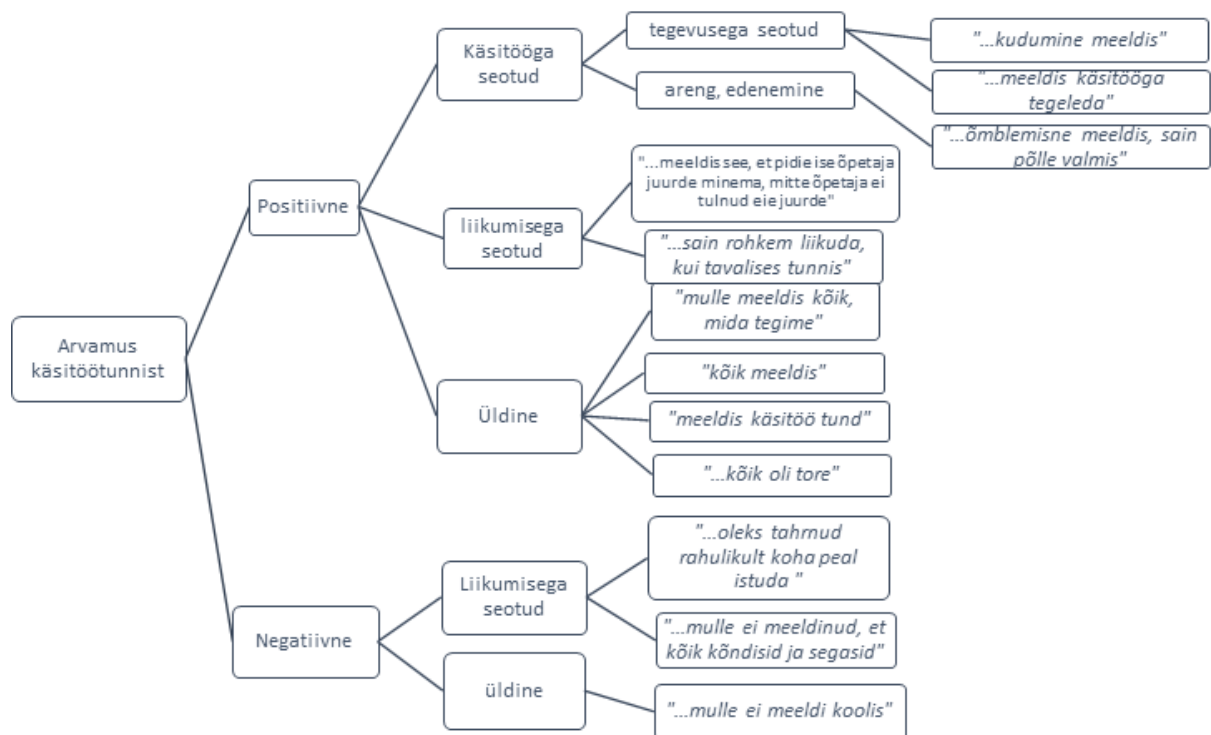 Arvamus
käsitöötunnist
Positiivne
Käsitööga
seotud
tegevusega seotud
"...kudumine meeldis"
"...meeldis käsitööga
tegeleda"
areng, edenemine
"...õmblemisne meeldis, sain
põlle valmis"
liikumisega
seotud
"...meeldis see, et pidie ise õpetaja
juurde minema, mitte õpetaja ei
tulnud eie juurde"
"...sain rohkem liikuda,
kui tavalises tunnis"
Üldine
"mulle meeldis kõik,
mida tegime"
"kõik meeldis"
"meeldis käsitöö tund"
"...kõik oli tore"
Negatiivne
Liikumisega
seotud
"...oleks tahrnud
rahulikult koha peal
istuda "
"...mulle ei meeldinud, et
kõik kõndisid ja segasid"
üldine
"...mulle ei meeldi koolis"